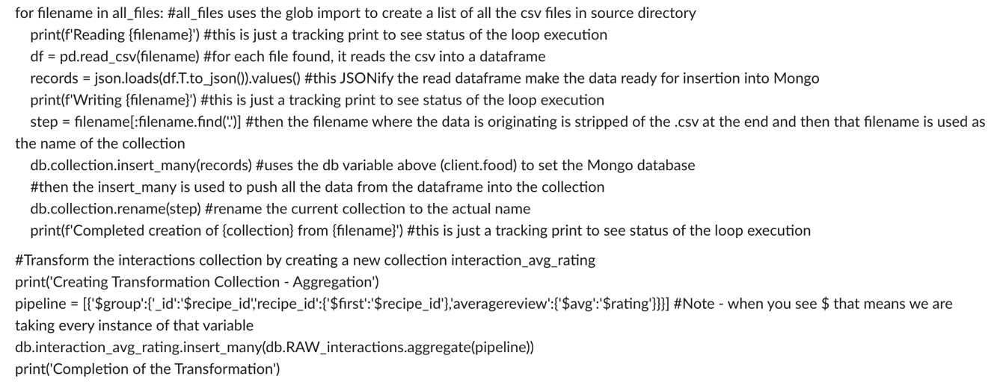 for filename in all_files: #all_files uses the glob import to create a list of all the csv files in source directory
print(f'Reading {filename}') #this is just a tracking print to see status of the loop execution
df = pd.read_csv(filename) #for each file found, it reads the csv into a dataframe
records = json.loads(df.T.to_json()).values() #this JSONify the read dataframe make the data ready for insertion into Mongo
print(f'Writing {filename}') #this is just a tracking print to see status of the loop execution
step = filename[:filename.find('.')] #then the filename where the data is originating is stripped of the .csv at the end and then that filename is used as
the name of the collection
db.collection.insert_many(records) #uses the db variable above (client.food) to set the Mongo database
#then the insert_many is used to push all the data from the dataframe into the collection
db.collection.rename(step) #rename the current collection to the actual name
print(f'Completed creation of {collection} from {filename}') #this is just a tracking print to see status of the loop execution
#Transform the interactions collection by creating a new collection interaction_avg_rating
print('Creating Transformation Collection - Aggregation')
pipeline = [{'$group':{'_id':'$recipe_id','recipe_id':{'$first':'$recipe_id'},'averagereview':{'$avg':'$rating'}}}] #Note - when you see $ that means we are
taking every instance of that variable
db.interaction_avg_rating.insert_many(db.RAW_interactions.aggregate(pipeline))
print('Completion of the Transformation')